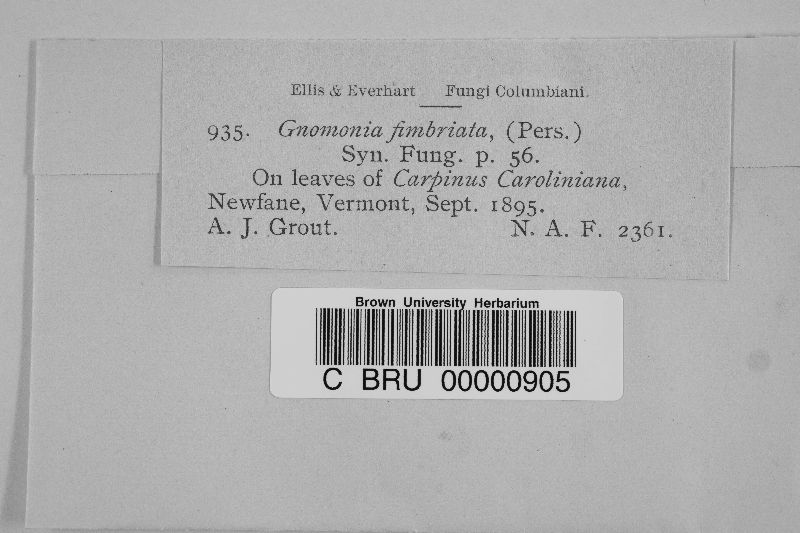 Ellis & Everhart Fungi Columbiani.
935. Gnomonia fimbriata, (Pers.)
Syn. Fung. p. 56.
On leaves of Carpinus Caroliniana,
Newfane, Vermont, Sept. 1895.
A. J. Grout. N. A. F. 2361.
Brown University Herbarium
C BRU 00000905